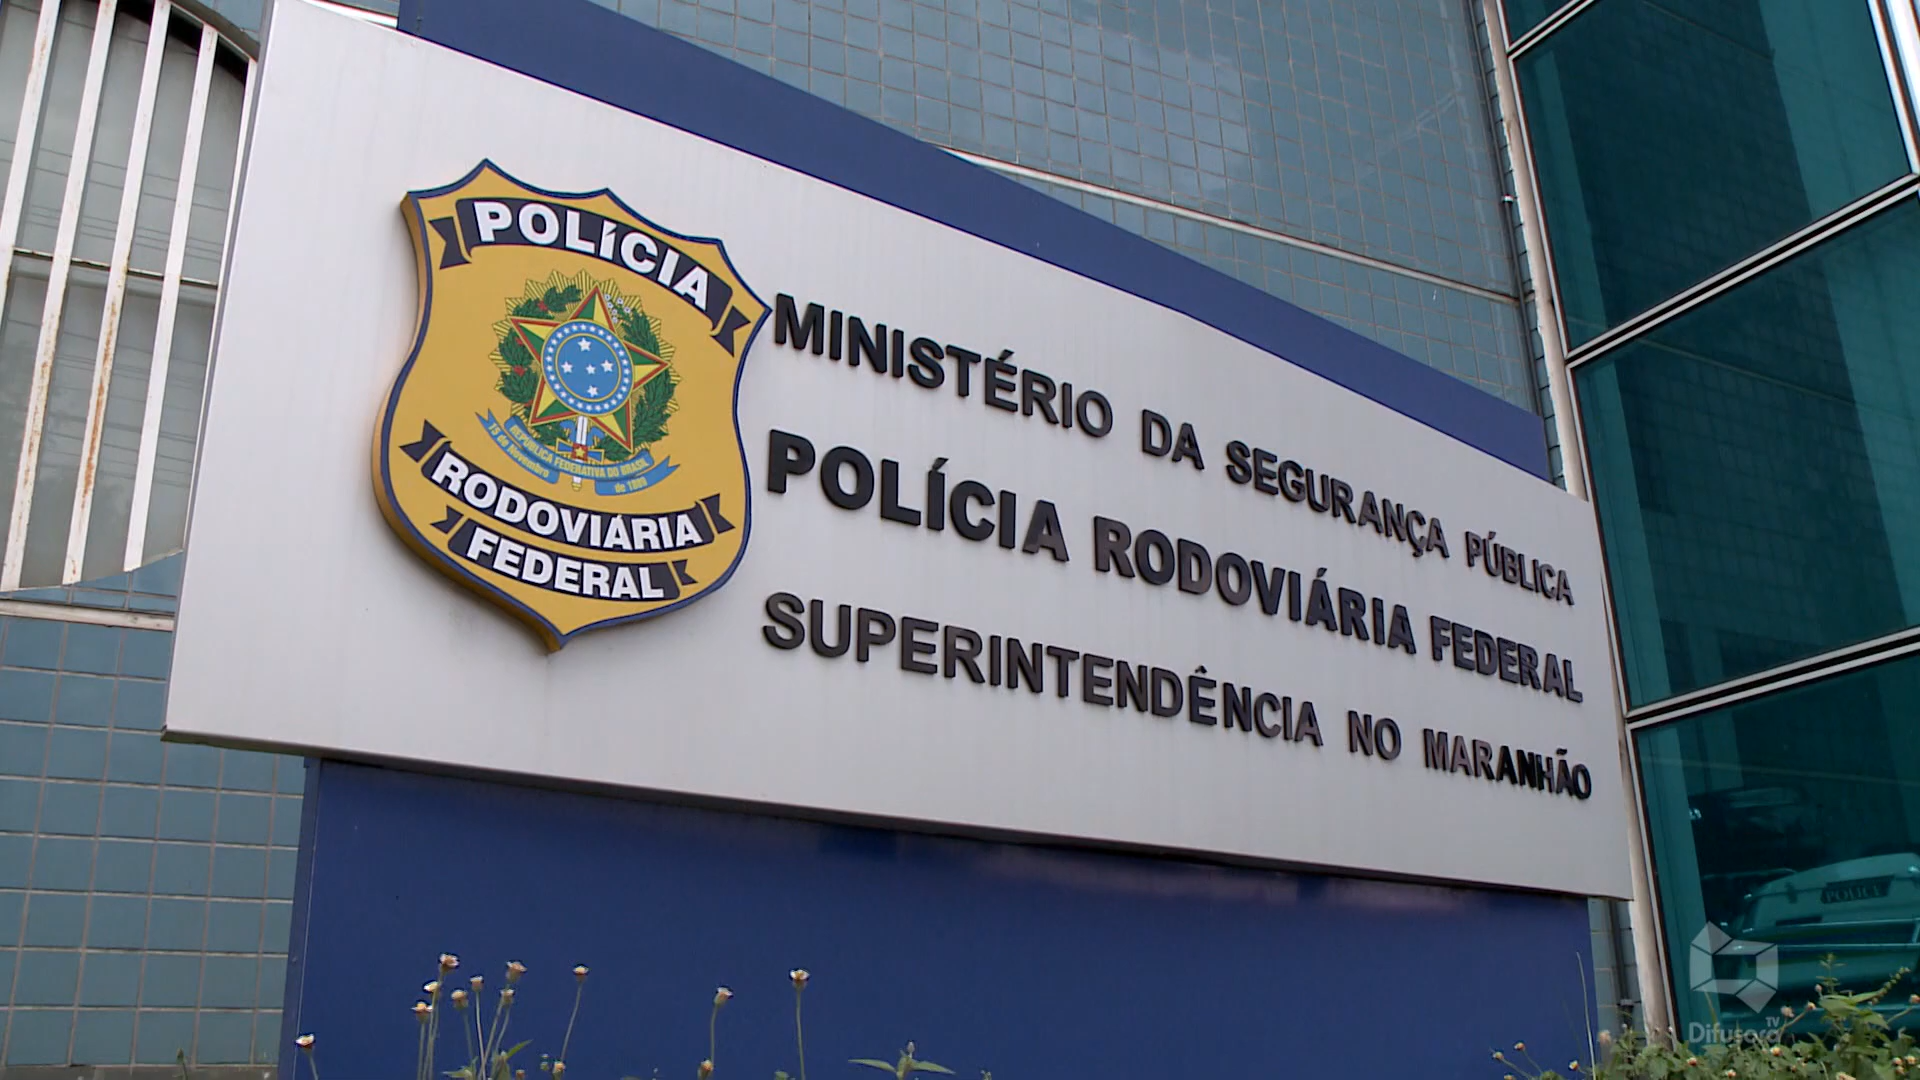 POLÍCIA
REPÚBLICA FEDERATIVA DO BRASIL
15 de Novembro
de 1889
RODOVIÁRIA
FEDERAL
MINISTÉRIO DA SEGURANÇA PÚBLICA
POLÍCIA RODOVIÁRIA FEDERAL
SUPERINTENDÊNCIA NO MARANHÃO
POLICE
Difusora TV